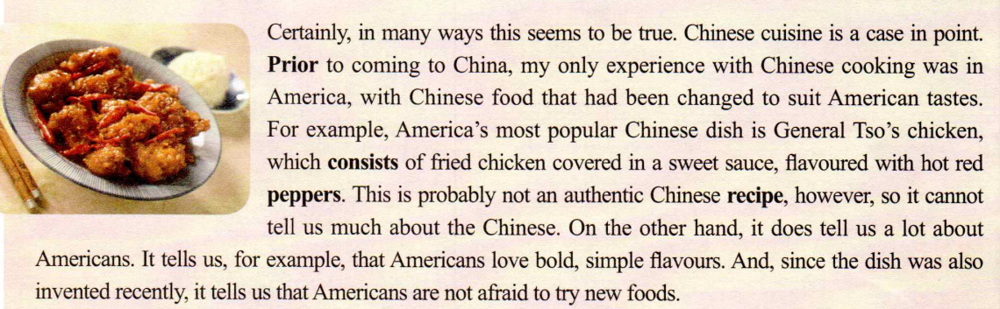 Certainly, in many ways this seems to be true. Chinese cuisine is a case in point.
Prior to coming to China, my only experience with Chinese cooking was in
America, with Chinese food that had been changed to suit American tastes.
For example, America's most popular Chinese dish is General Tso's chicken,
which consists of fried chicken covered in a sweet sauce, flavoured with hot red
peppers. This is probably not an authentic Chinese recipe, however, so it cannot
tell us much about the Chinese. On the other hand, it does tell us a lot about
Americans. It tells us, for example, that Americans love bold, simple flavours. And, since the dish was also
invented recently, it tells us that Americans are not afraid to try new foods.